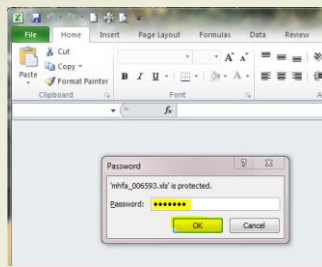 File Home Insert Page Layout Formulas Data Review
Cut
Copy
Paste
Format Painter
B I U A A A
Clipboard Font
fx
Password
'mhfa_006593.xls' is protected.
Password: •••••••
OK Cancel